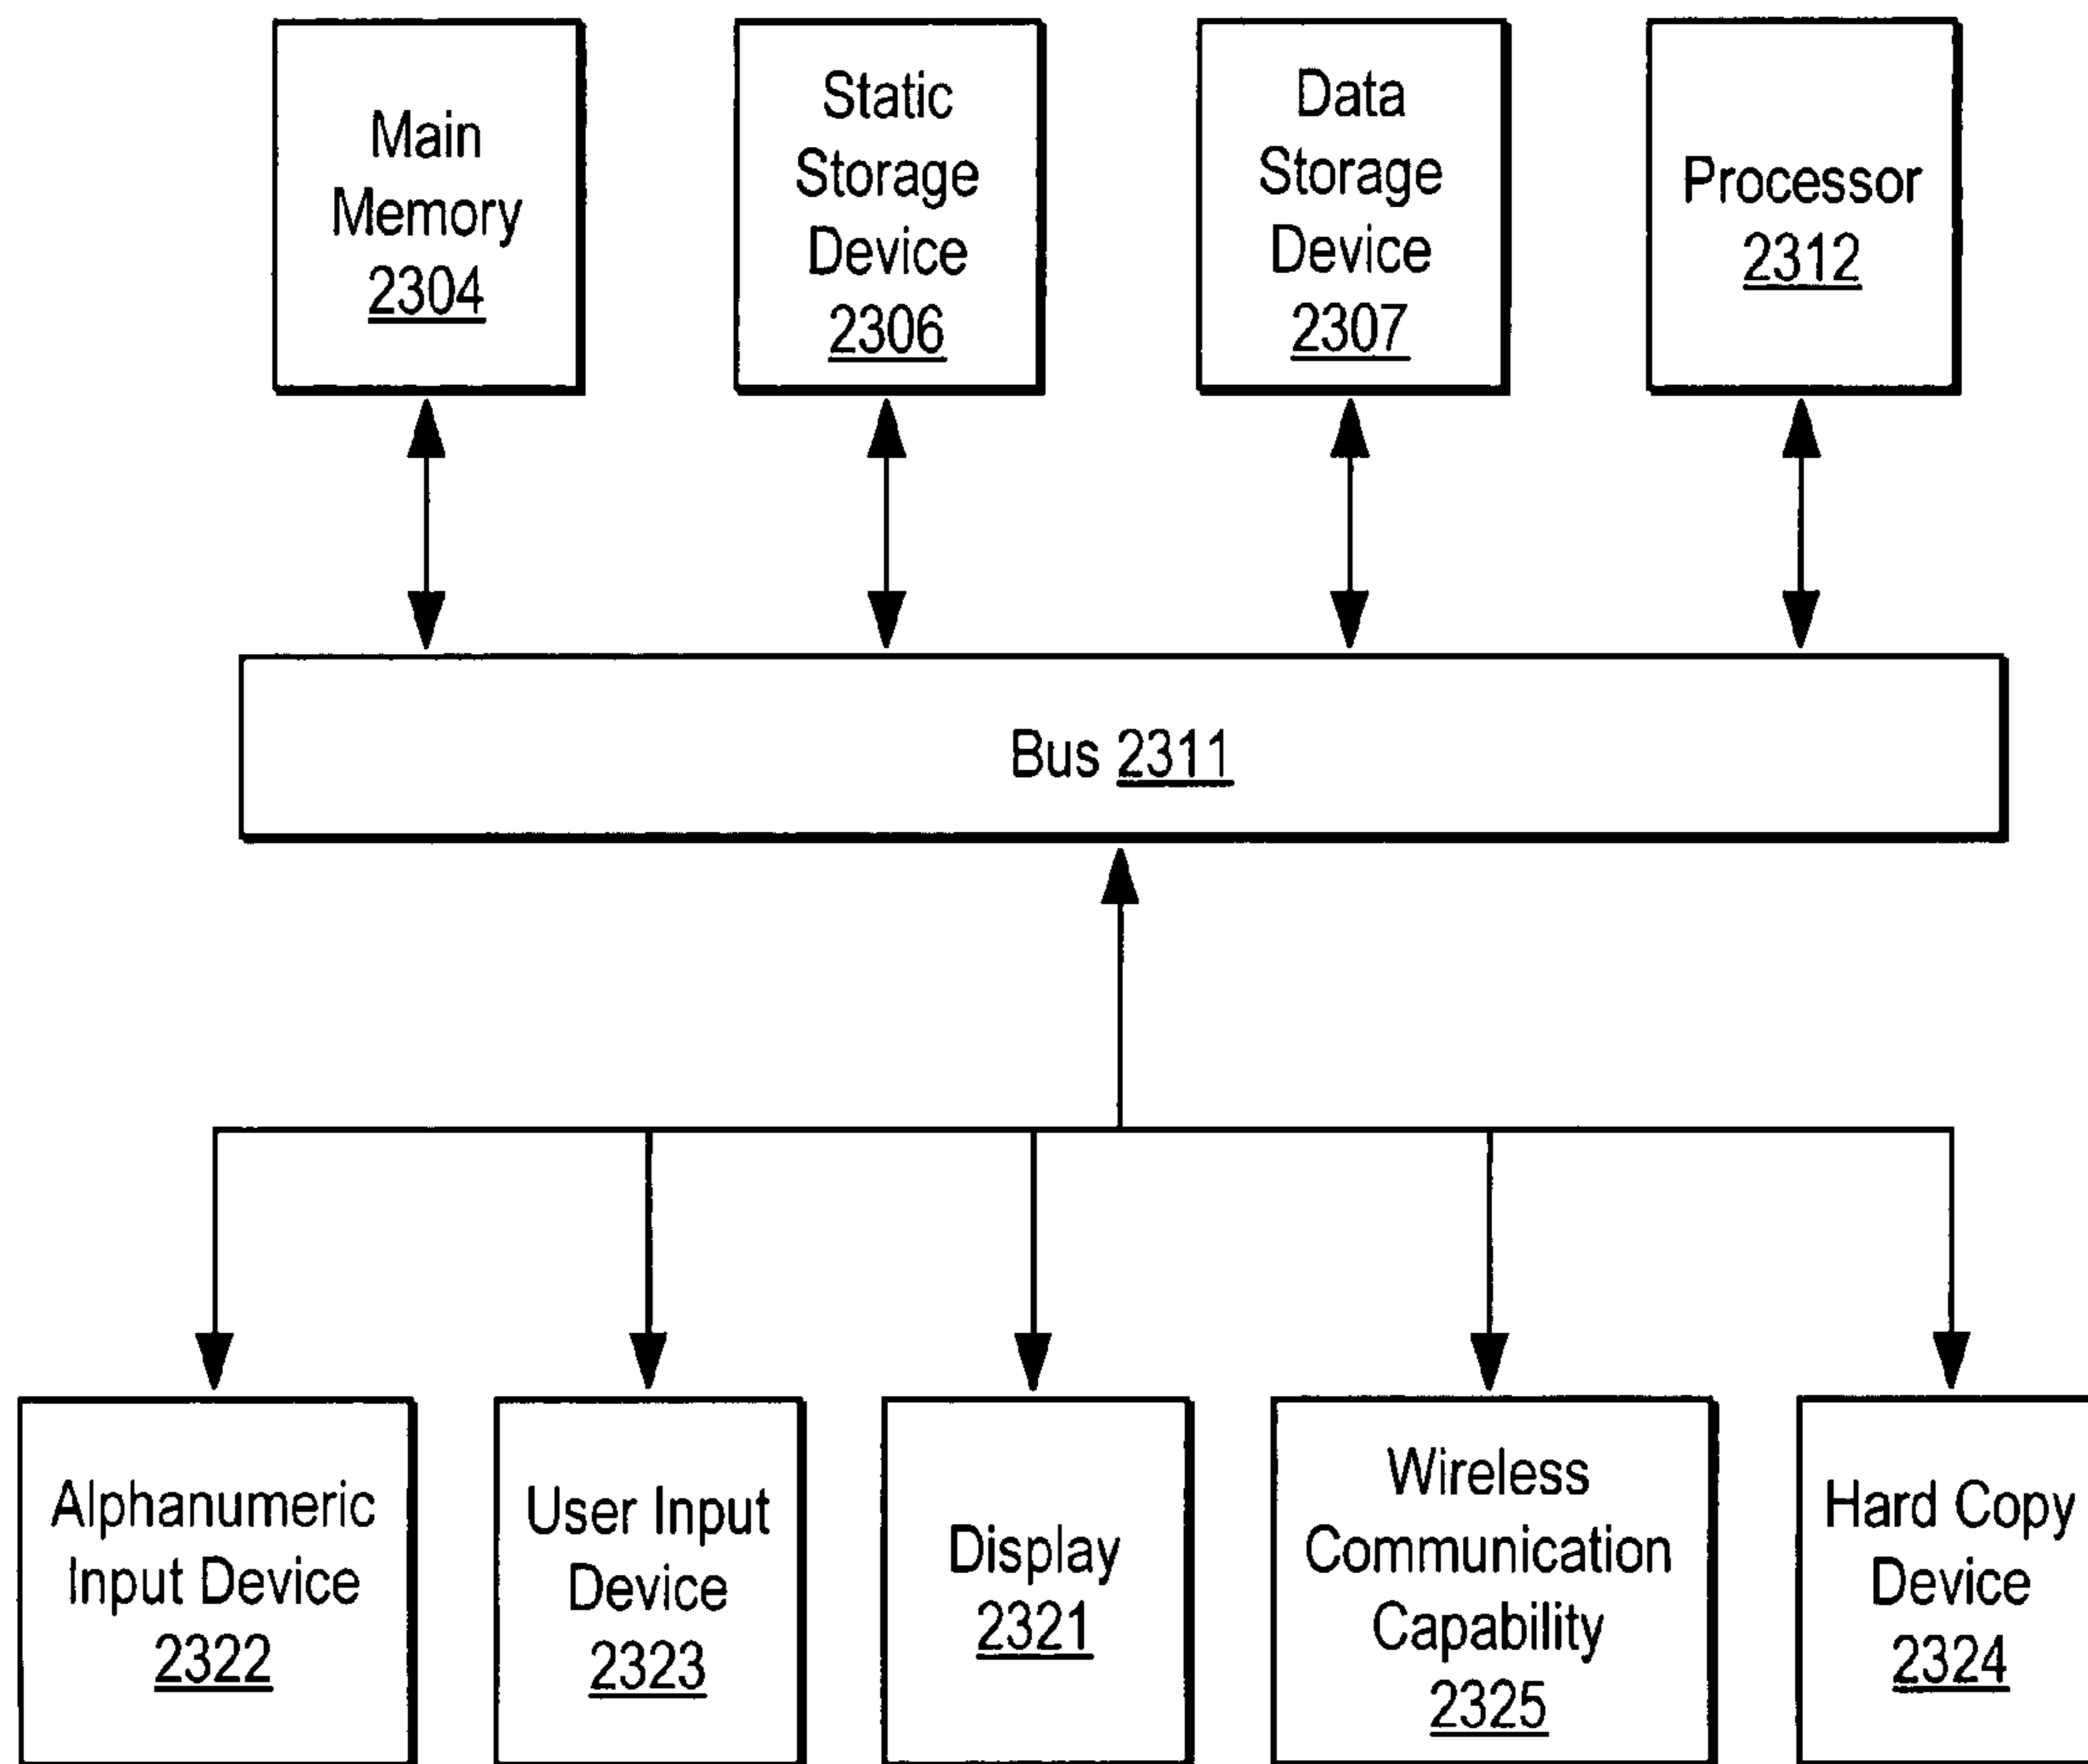 Main
Memory
2304
Static
Storage
Device
2306
Data
Storage
Device
2307
Processor
2312
Bus 2311
Alphanumeric
Input Device
2322
User Input
Device
2323
Display
2321
Wireless
Communication
Capability
2325
Hard Copy
Device
2324